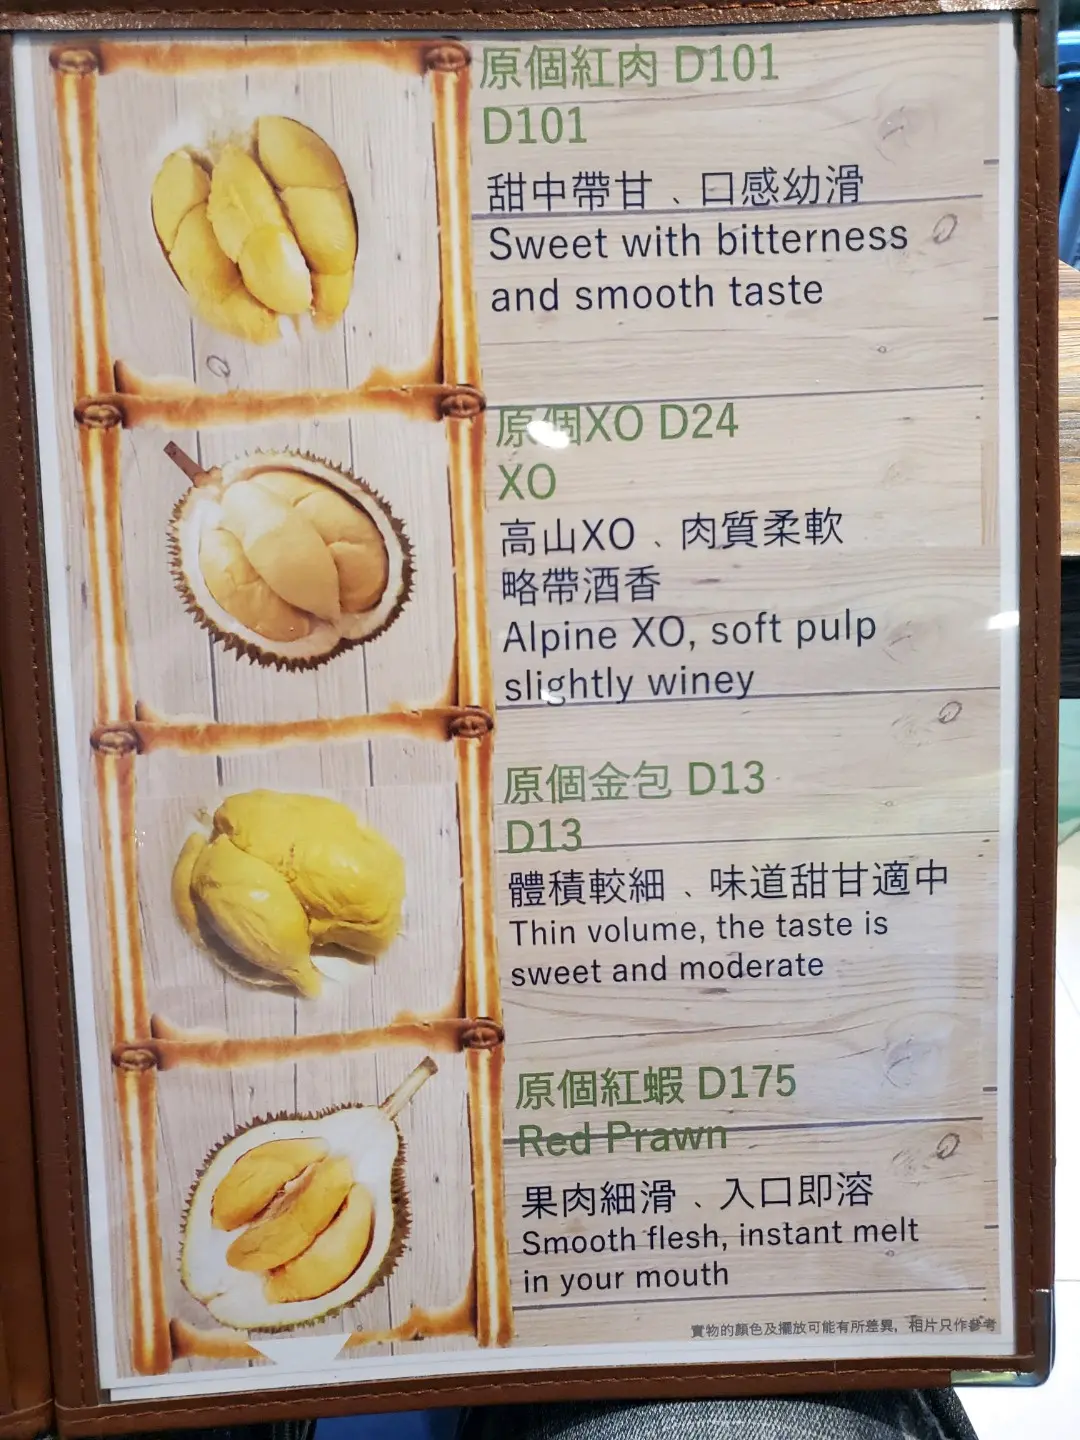 原個紅肉 D101
D101
甜中帶甘、口感幼滑
Sweet with bitterness
and smooth taste
原個XO D24
XO
高山XO、肉質柔軟
略帶酒香
Alpine XO, soft pulp
slightly winey
原個金包 D13
D13
體積較細、味道甜甘適中
Thin volume, the taste is
sweet and moderate
原個紅蝦 D175
Red Prawn
果肉細滑、入口即溶
Smooth flesh, instant melt
in your mouth
實物的顏色及擺放可能有所差異，相片只作參考